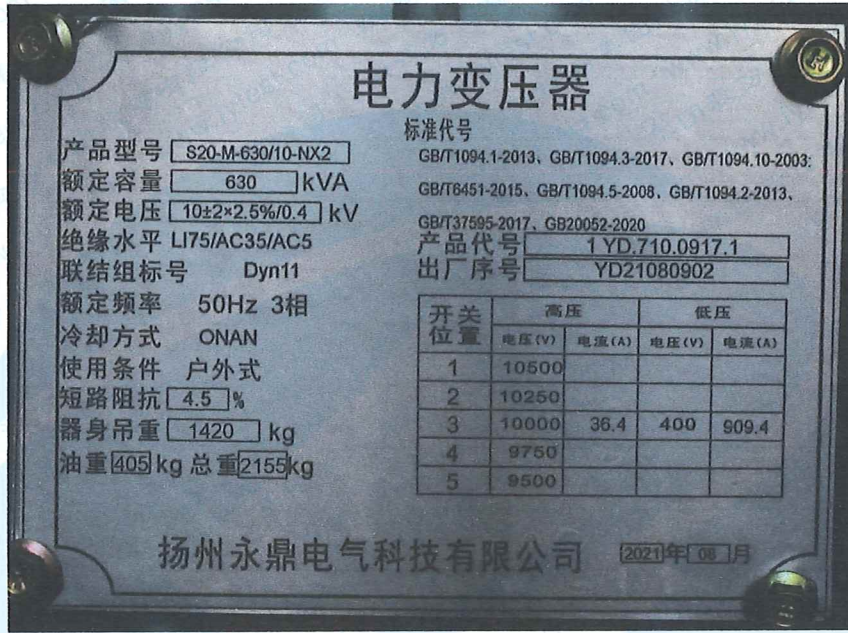 电力变压器
标准代号
GB/T1094.1-2013、GB/T1094.3-2017、GB/T1094.10-2003:
GB/T6451-2015、GB/T1094.5-2008、GB/T1094.2-2013、
GB/T37595-2017、GB20052-2020
产品型号 S20-M-630/10-NX2
额定容量 630 kVA
额定电压 10±2×2.5%/0.4 kV
绝缘水平 LI75/AC35/AC5
联结组标号 Dyn11
额定频率 50Hz 3相
冷却方式 ONAN
使用条件 户外式
短路阻抗 4.5 %
器身吊重 1420 kg
油重 405 kg 总重 2155 kg
产品代号 1 YD.710.0917.1
出厂序号 YD21080902
开关位置 高压 低压
电压(V) 电流(A) 电压(V) 电流(A)
1 10500
2 10250
3 10000 36.4 400 909.4
4 9750
5 9500
扬州永鼎电气科技有限公司 2021年08月